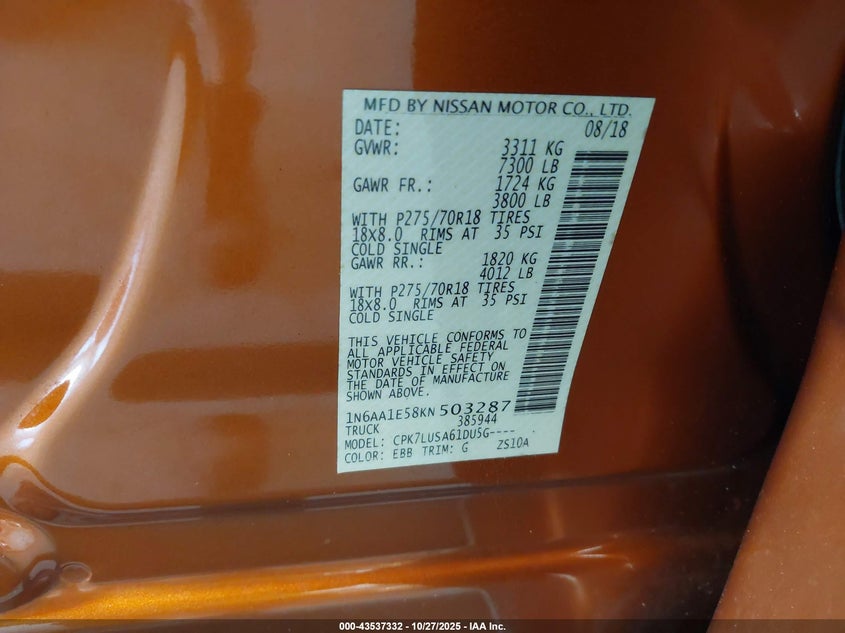 MFD BY NISSAN MOTOR CO., LTD.
DATE: 08/18
GVWR: 3311 KG
7300 LB
GAWR FR.: 1724 KG
3800 LB
WITH P275/70R18 TIRES
18X8.0 RIMS AT 35 PSI
COLD SINGLE
GAWR RR.: 1820 KG
4012 LB
WITH P275/70R18 TIRES
18X8.0 RIMS AT 35 PSI
COLD SINGLE
THIS VEHICLE CONFORMS TO
ALL APPLICABLE FEDERAL
MOTOR VEHICLE SAFETY
STANDARDS IN EFFECT ON
THE DATE OF MANUFACTURE
SHOWN ABOVE.
1N6AA1E58KN 503287
TRUCK 385944
MODEL: CPK7LUSA61DU5G----
COLOR: EBB TRIM: G ZS10A
000-43537332 - 10/27/2025 - IAA Inc.